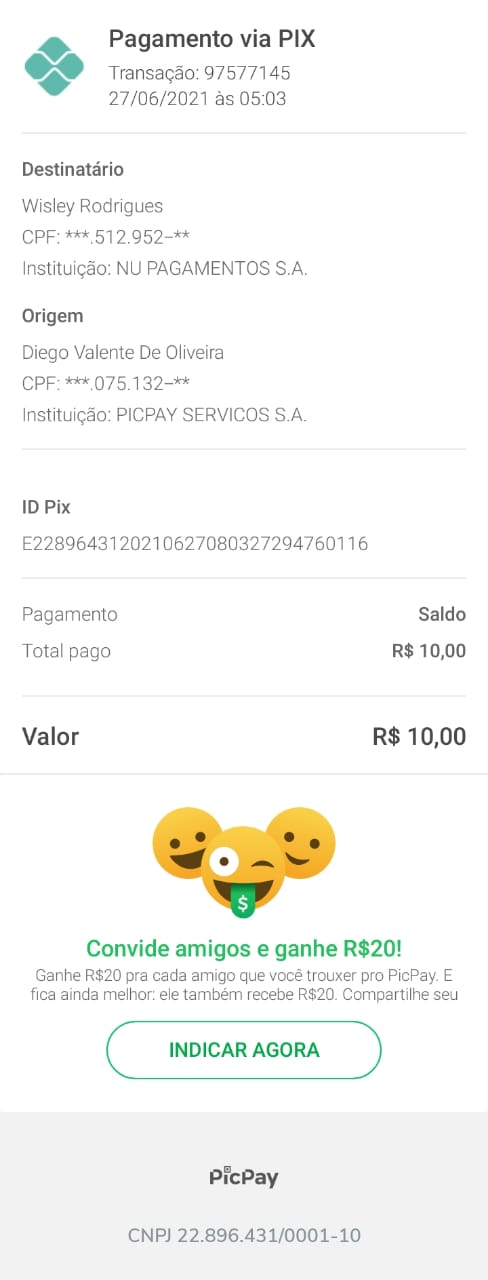 Pagamento via PIX
Transação: 97577145
27/06/2021 às 05:03
Destinatário
Wisley Rodrigues
CPF: ***.512.952-**
Instituição: NU PAGAMENTOS S.A.
Origem
Diego Valente De Oliveira
CPF: ***.075.132-**
Instituição: PICPAY SERVICOS S.A.
ID Pix
E22896431202106270803272947​60116
Pagamento Saldo
Total pago R$ 10,00
Valor R$ 10,00
$
Convide amigos e ganhe R$20!
Ganhe R$20 pra cada amigo que você trouxer pro PicPay. E
fica ainda melhor: ele também recebe R$20. Compartilhe seu
INDICAR AGORA
PicPay
CNPJ 22.896.431/0001-10